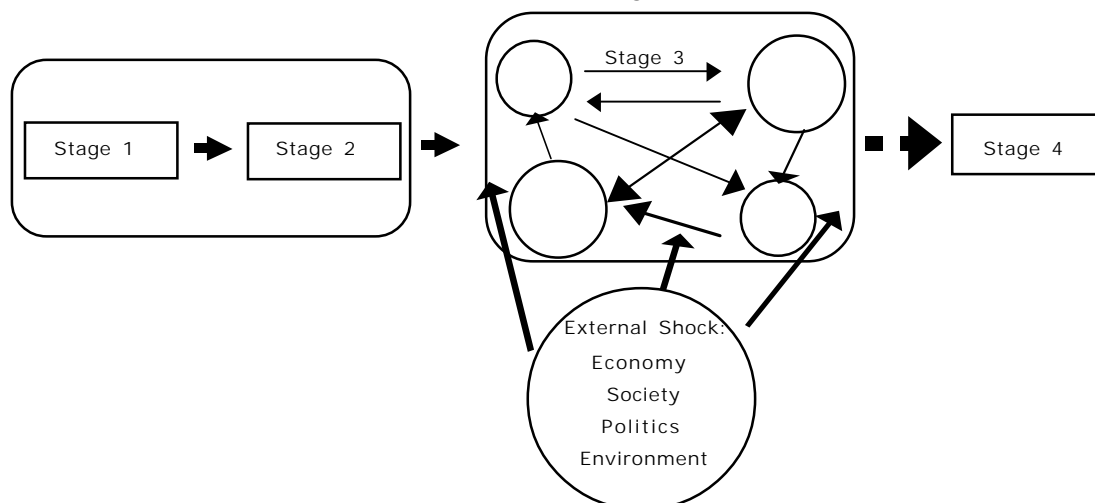 Stage 3
Stage 1
Stage 2
Stage 4
External Shock:
Economy
Society
Politics
Environment